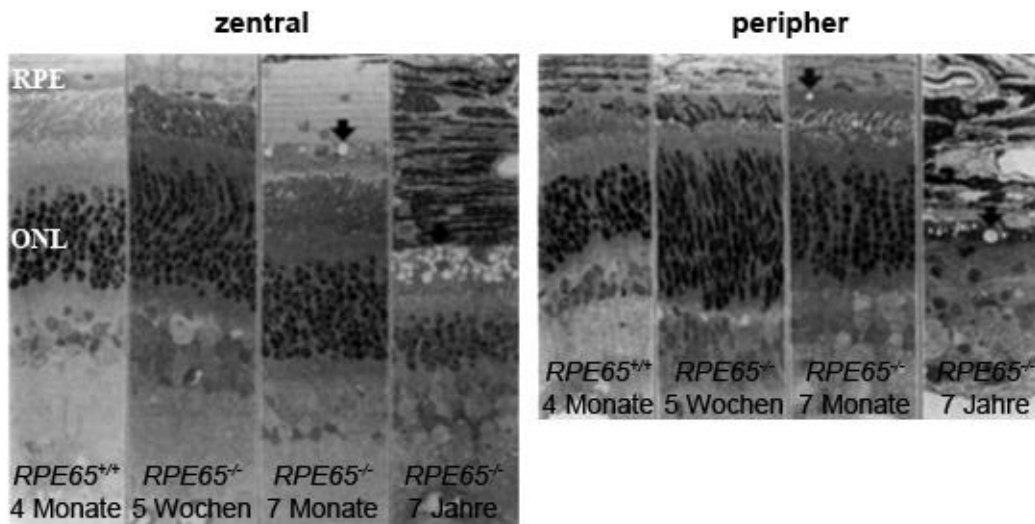 zentral
RPE
ONL
RPE65+/+ RPE65-/- RPE65-/- RPE65-/-
4 Monate 5 Wochen 7 Monate 7 Jahre
peripher
RPE65+/+ RPE65-/- RPE65-/- RPE65-/-
4 Monate 5 Wochen 7 Monate 7 Jahre